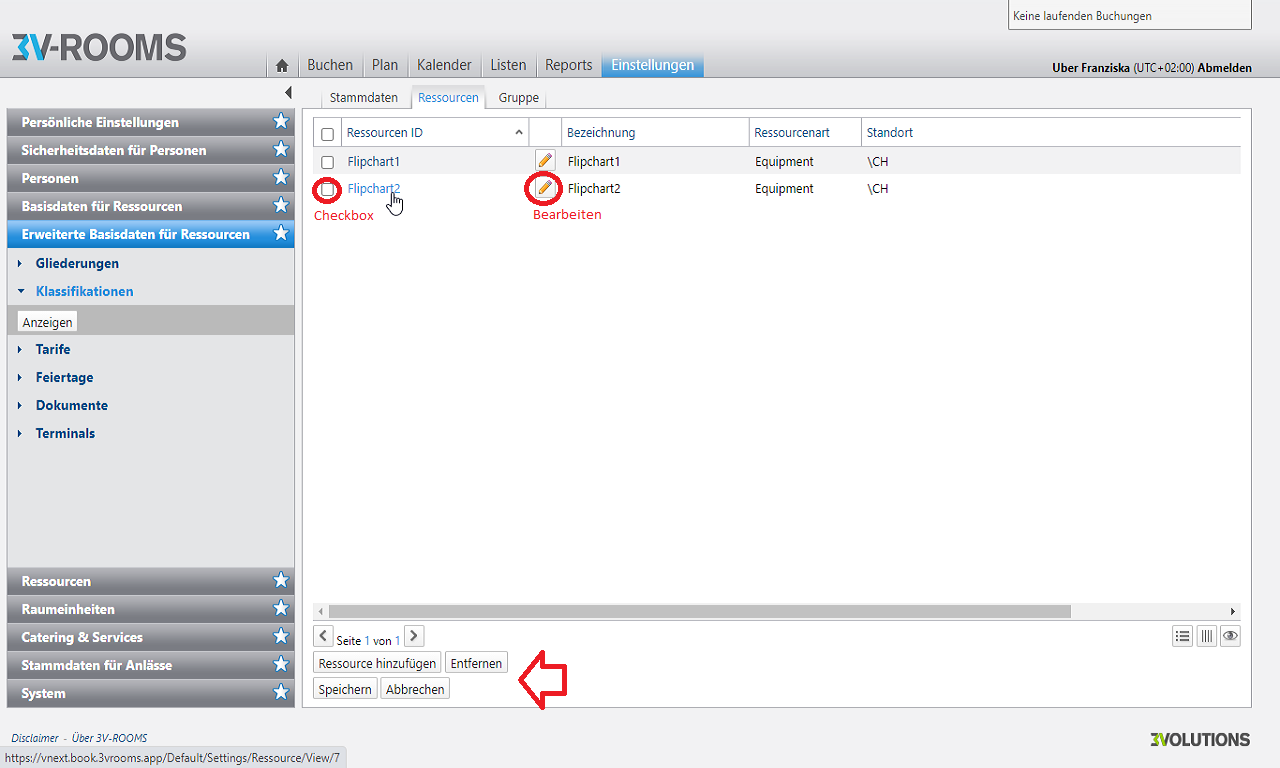 Keine laufenden Buchungen
3V-ROOMS
Buchen Plan Kalender Listen Reports Einstellungen
Uber Franziska (UTC+02:00) Abmelden
Stammdaten Ressourcen Gruppe
Persönliche Einstellungen
Sicherheitsdaten für Personen
Personen
Basisdaten für Ressourcen
Erweiterte Basisdaten für Ressourcen
Gliederungen
Klassifikationen
Anzeigen
Tarife
Feiertage
Dokumente
Terminals
Ressourcen
Raumeinheiten
Catering & Services
Stammdaten für Anlässe
System
Ressourcen ID Bezeichnung Ressourcenart Standort
Flipchart1 Flipchart1 Equipment \CH
Flipchart2 Flipchart2 Equipment \CH
Checkbox Bearbeiten
Seite 1 von 1
Ressource hinzufügen Entfernen
Speichern Abbrechen
Disclaimer - Über 3V-ROOMS
3VOLUTIONS
https://vnext.book.3vrooms.app/Default/Settings/Ressource/View/7